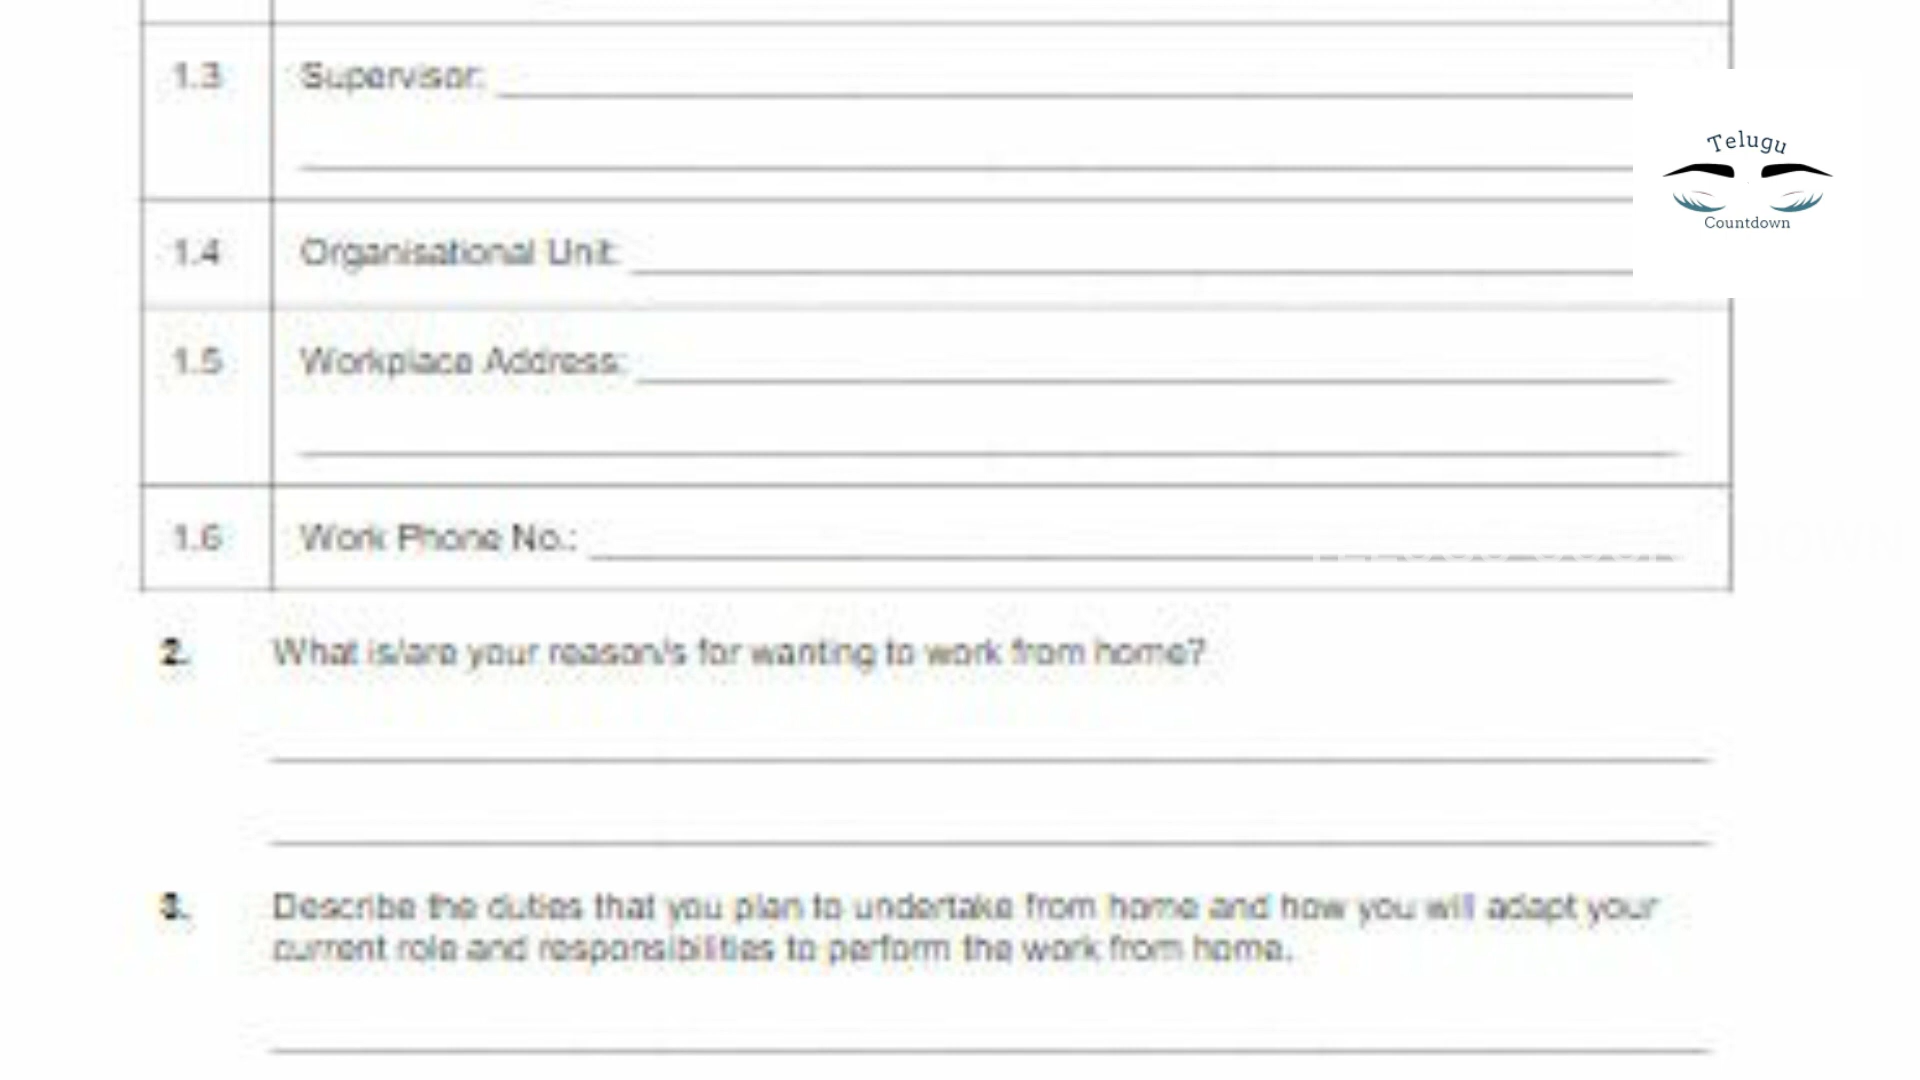 1.3 Supervisor:
Telugu
Countdown
1.4 Organisational Unit:
1.5 Workplace Address:
1.6 Work Phone No.:
2. What is/are your reason/s for wanting to work from home?
3. Describe the duties that you plan to undertake from home and how you will adapt your
current role and responsibilities to perform the work from home.